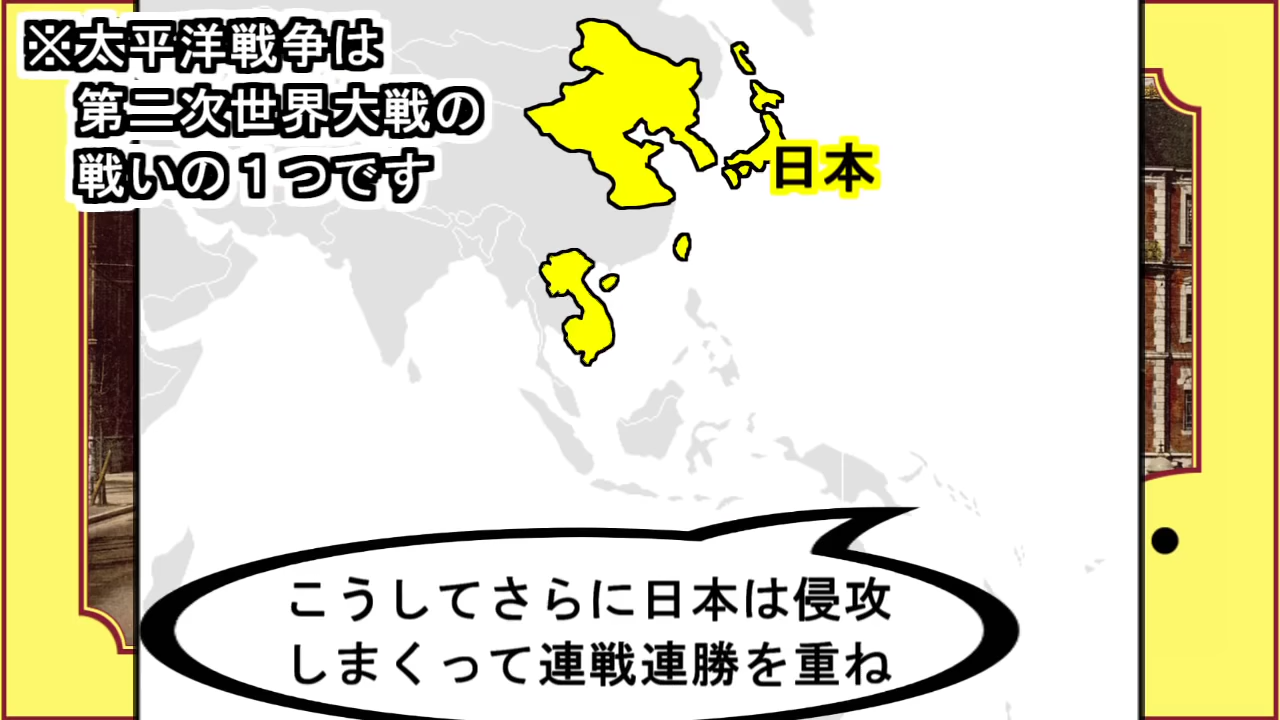 ※太平洋戦争は
第二次世界大戦の
戦いの１つです
日本
こうしてさらに日本は侵攻
しまくって連戦連勝を重ね